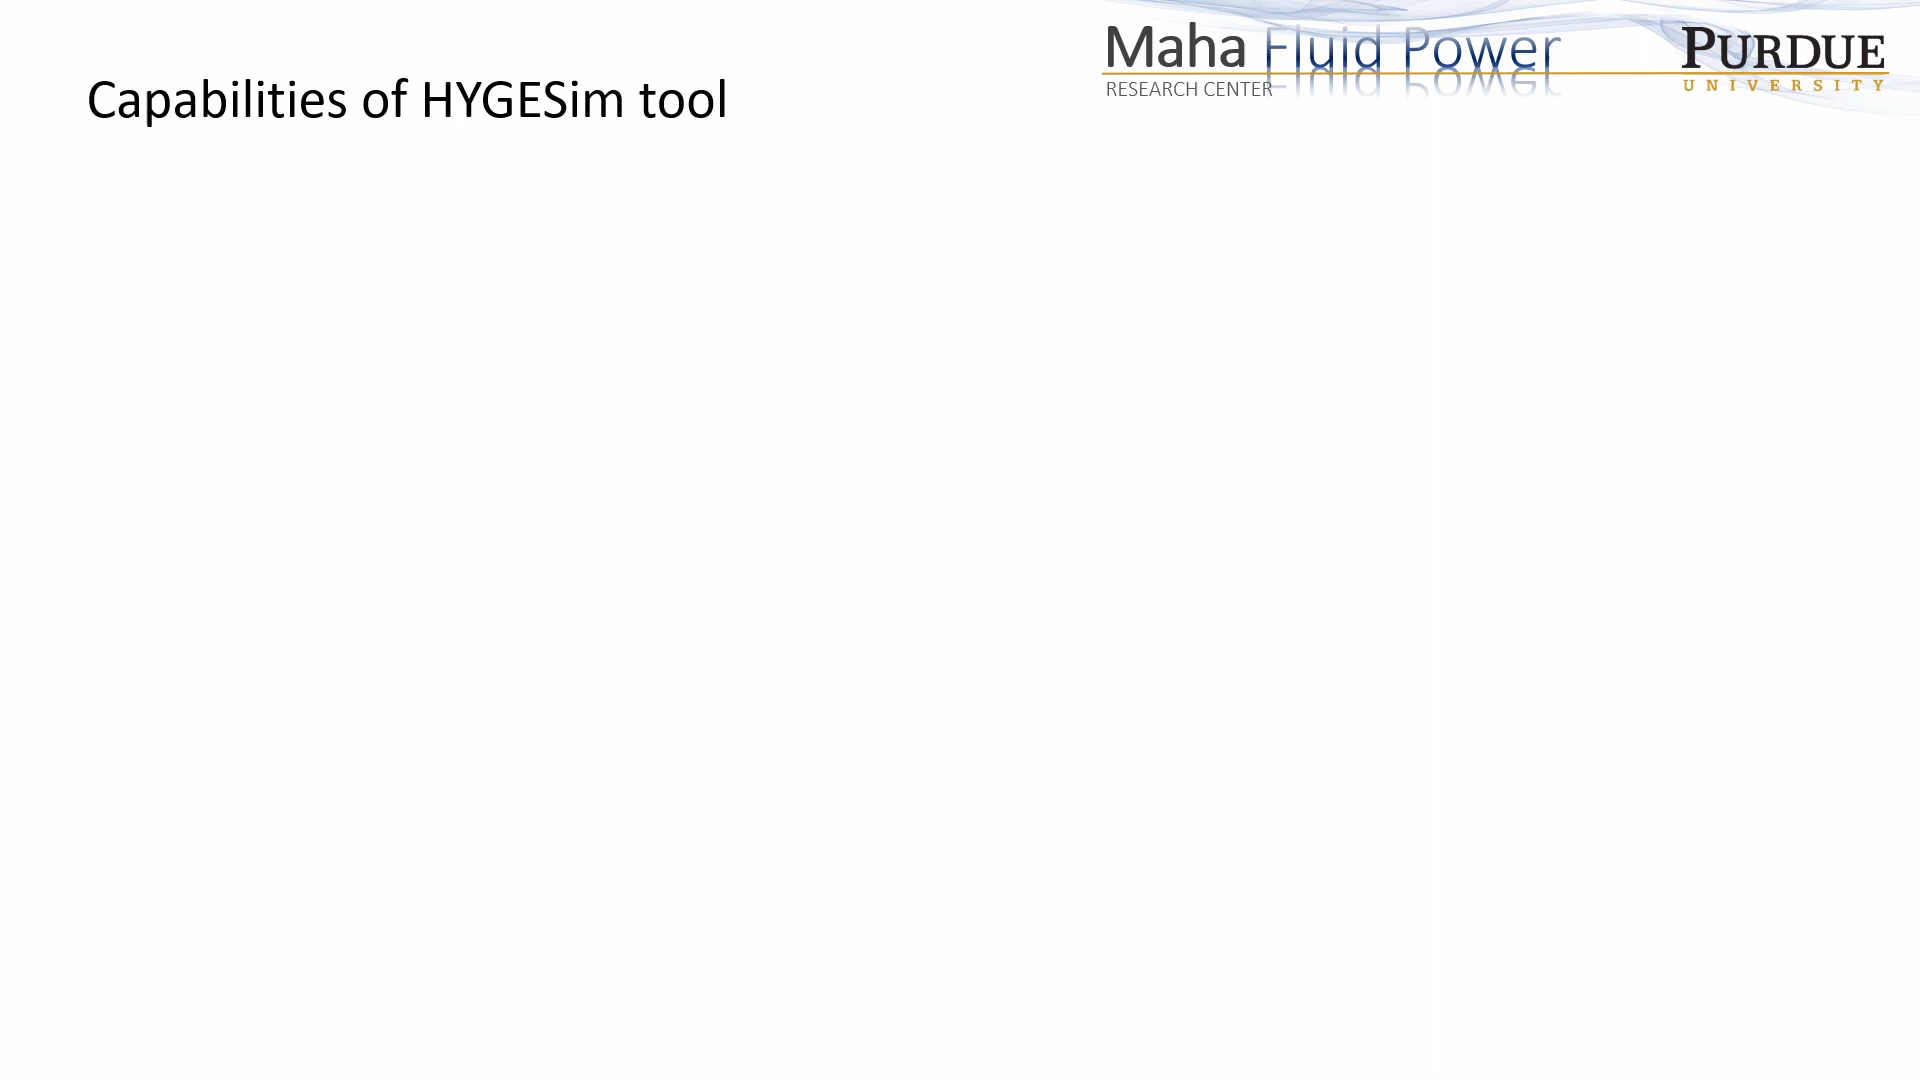 Maha Fluid Power
RESEARCH CENTER
PURDUE
UNIVERSITY
Capabilities of HYGESim tool